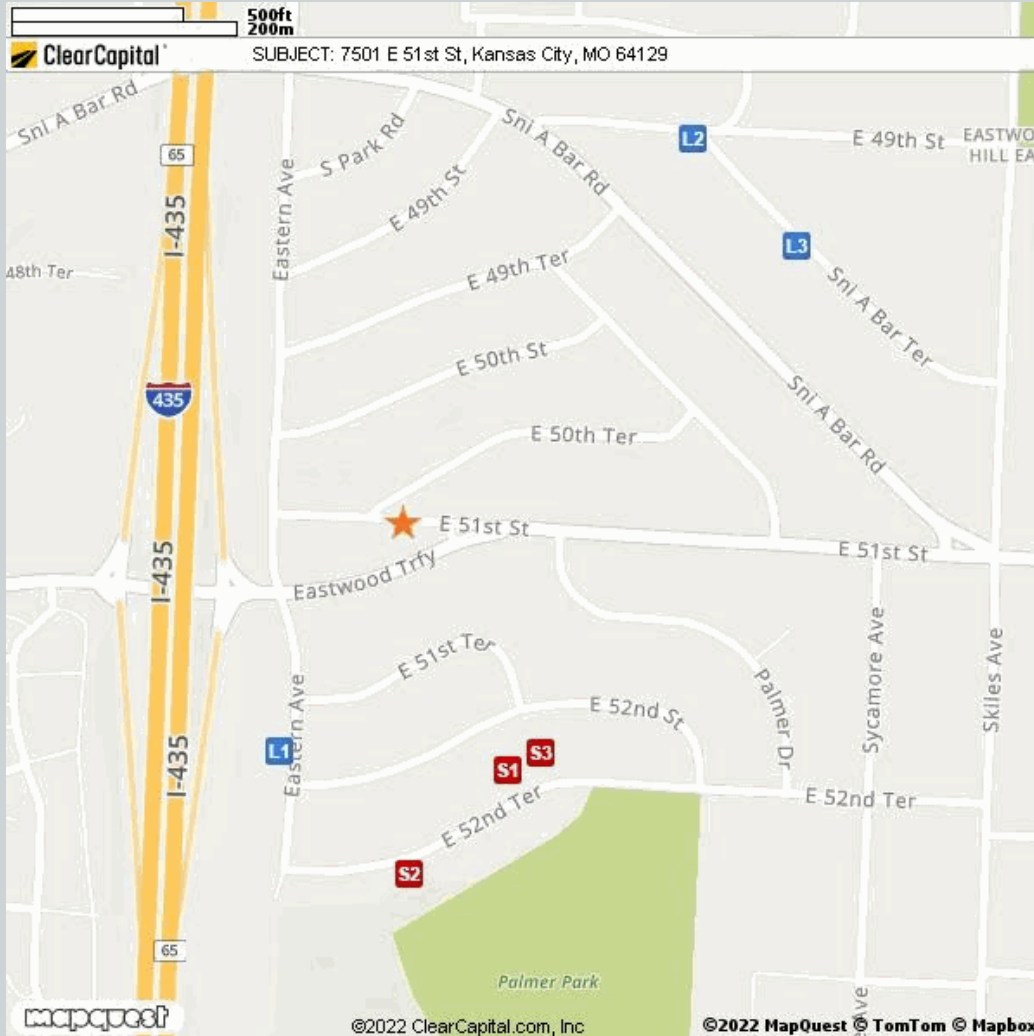 500ft
200m
ClearCapital
SUBJECT: 7501 E 51st St, Kansas City, MO 64129
Sni A Bar Rd
65
I-435
Eastern Ave
S Park Rd
E 49th St
Sni A Bar Rd
L2
E 49th St
EASTWO
HILL EA
48th Ter
E 49th Ter
L3
Sni A Bar Ter
E 50th St
435
Sni A Bar Rd
E 50th Ter
E 51st St
E 51st St
I-435
Eastwood Trfy
E 51st Ter
Sycamore Ave
Skiles Ave
Palmer Dr
E 52nd St
Eastern Ave
L1
S3
S1
I-435
E 52nd Ter
E 52nd Ter
S2
65
Palmer Park
Ave
mapquest
©2022 ClearCapital.com, Inc
©2022 MapQuest © TomTom © Mapbox